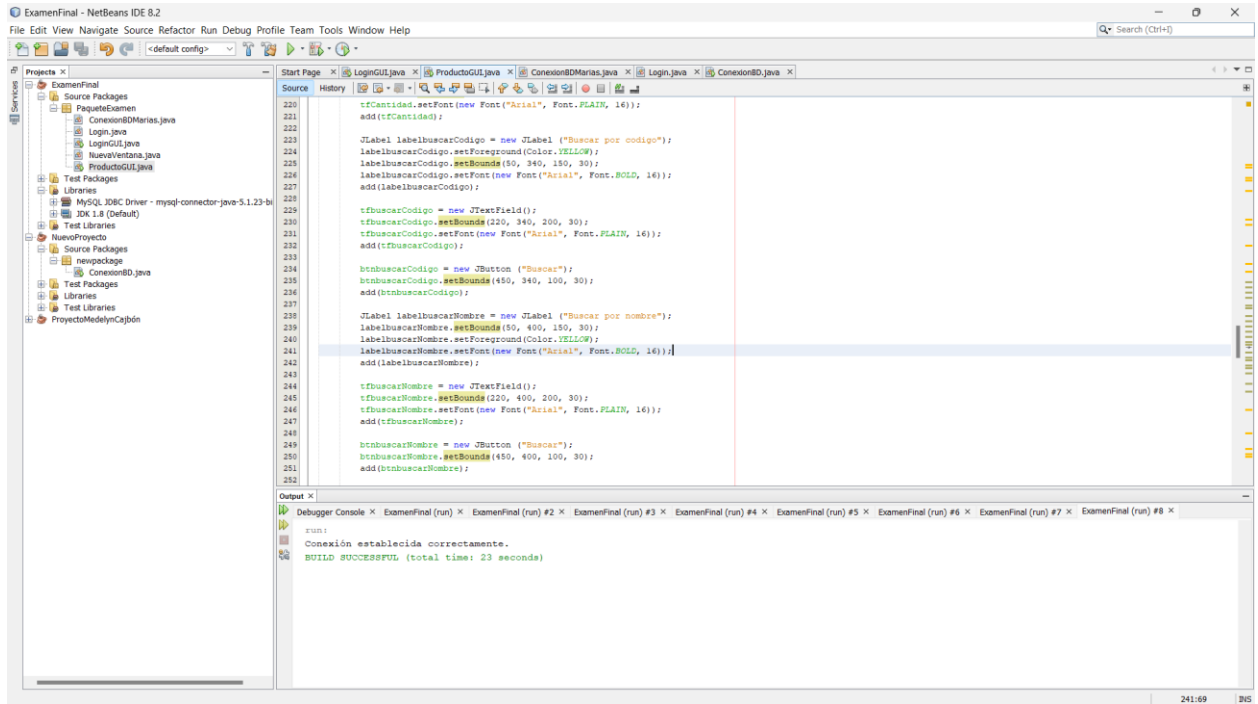 ExamenFinal - NetBeans IDE 8.2
File Edit View Navigate Source Refactor Run Debug Profile Team Tools Window Help
Search (Ctrl+I)
<default config>
Projects ×
Services
ExamenFinal
Source Packages
PaqueteExamen
ConexionBDMarias.java
Login.java
LoginGUI.java
NuevaVentana.java
ProductoGUI.java
Test Packages
Libraries
MySQL JDBC Driver - mysql-connector-java-5.1.23-bi
JDK 1.8 (Default)
Test Libraries
NuevoProyecto
Source Packages
newpackage
ConexionBD.java
Test Packages
Libraries
Test Libraries
ProyectoMedelynCajbón
Start Page × LoginGUI.java × ProductoGUI.java × ConexionBDMarias.java × Login.java × ConexionBD.java ×
Source History
220 tfCantidad.setFont(new Font("Arial", Font.PLAIN, 16));
221 add(tfCantidad);
222
223 JLabel labelbuscarCodigo = new JLabel ("Buscar por codigo");
224 labelbuscarCodigo.setForeground(Color.YELLOW);
225 labelbuscarCodigo.setBounds(50, 340, 150, 30);
226 labelbuscarCodigo.setFont(new Font("Arial", Font.BOLD, 16));
227 add(labelbuscarCodigo);
228
229 tfbuscarCodigo = new JTextField();
230 tfbuscarCodigo.setBounds(220, 340, 200, 30);
231 tfbuscarCodigo.setFont(new Font("Arial", Font.PLAIN, 16));
232 add(tfbuscarCodigo);
233
234 btnbuscarCodigo = new JButton ("Buscar");
235 btnbuscarCodigo.setBounds(450, 340, 100, 30);
236 add(btnbuscarCodigo);
237
238 JLabel labelbuscarNombre = new JLabel ("Buscar por nombre");
239 labelbuscarNombre.setBounds(50, 400, 150, 30);
240 labelbuscarNombre.setForeground(Color.YELLOW);
241 labelbuscarNombre.setFont(new Font("Arial", Font.BOLD, 16));
242 add(labelbuscarNombre);
243
244 tfbuscarNombre = new JTextField();
245 tfbuscarNombre.setBounds(220, 400, 200, 30);
246 tfbuscarNombre.setFont(new Font("Arial", Font.PLAIN, 16));
247 add(tfbuscarNombre);
248
249 btnbuscarNombre = new JButton ("Buscar");
250 btnbuscarNombre.setBounds(450, 400, 100, 30);
251 add(btnbuscarNombre);
252
Output ×
Debugger Console × ExamenFinal (run) × ExamenFinal (run) #2 × ExamenFinal (run) #3 × ExamenFinal (run) #4 × ExamenFinal (run) #5 × ExamenFinal (run) #6 × ExamenFinal (run) #7 × ExamenFinal (run) #8 ×
run:
Conexión establecida correctamente.
BUILD SUCCESSFUL (total time: 23 seconds)
241:69 INS